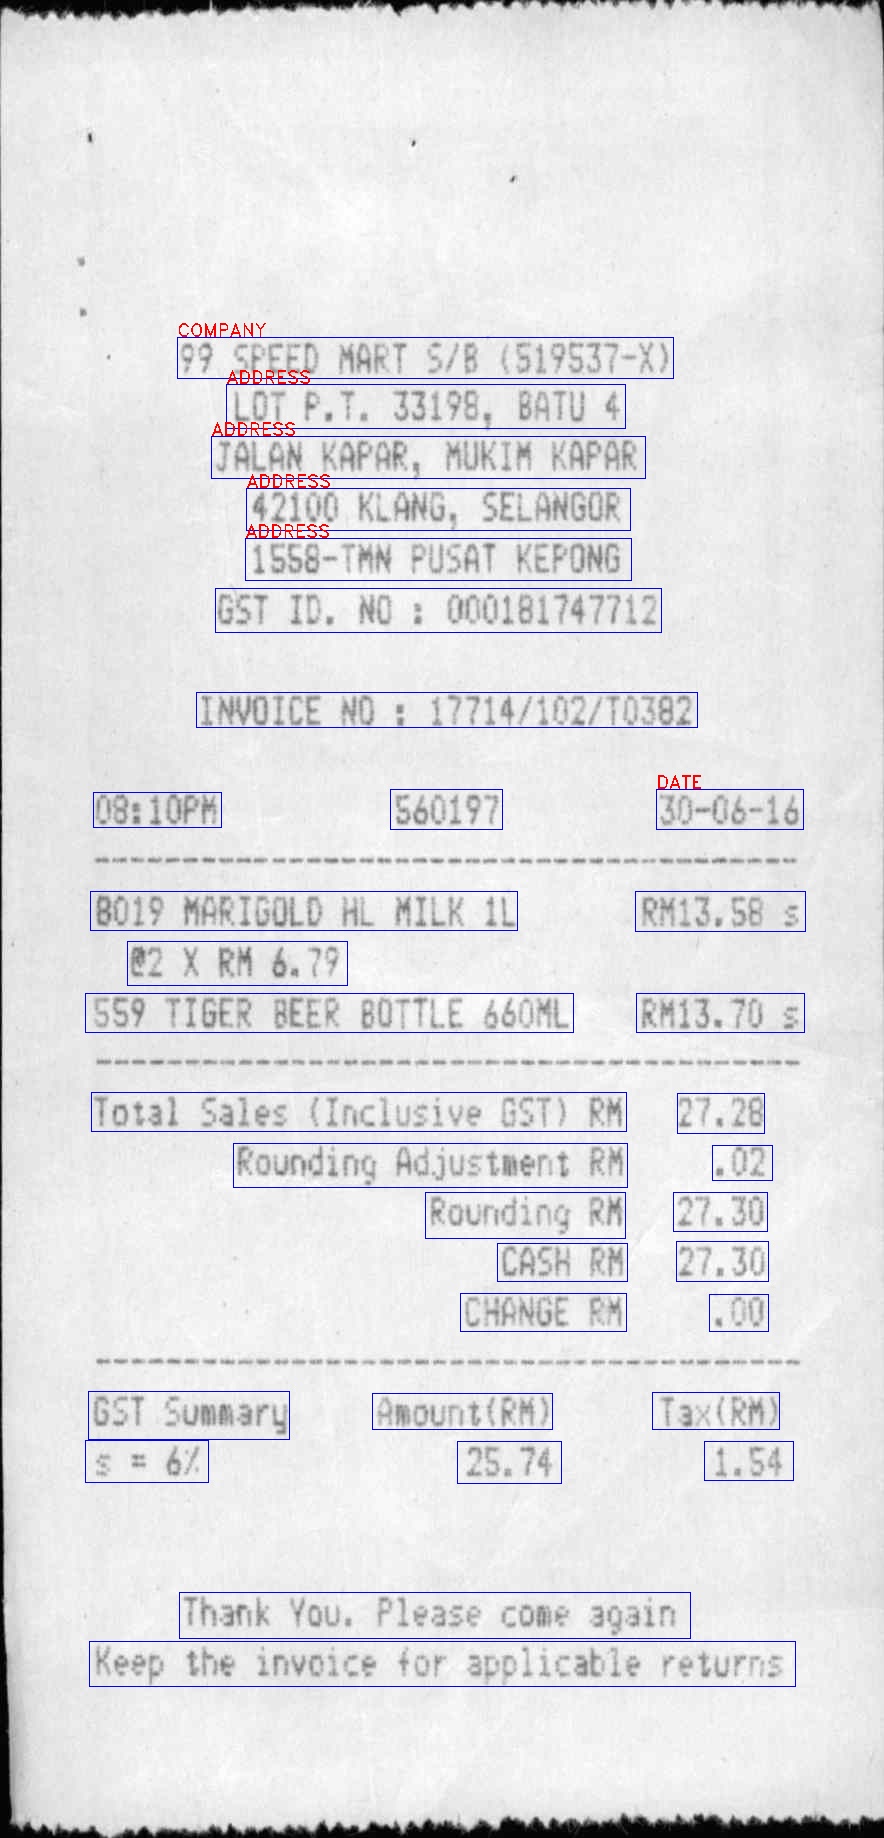 COMPANY
99 SPEED MART S/B (519537-X)
ADDRESS
LOT P.T. 33198, BATU 4
ADDRESS
JALAN KAPAR, MUKIM KAPAR
ADDRESS
42100 KLANG, SELANGOR
ADDRESS
1558-TMN PUSAT KEPONG
GST ID. NO : 000181747712
INVOICE NO : 17714/102/T0382
DATE
08:10PM 560197 30-06-16
8019 MARIGOLD HL MILK 1L RM13.58 s
@2 X RM 6.79
559 TIGER BEER BOTTLE 660ML RM13.70 s
Total Sales (Inclusive GST) RM 27.28
Rounding Adjustment RM .02
Rounding RM 27.30
CASH RM 27.30
CHANGE RM .00
GST Summary Amount(RM) Tax(RM)
s = 6% 25.74 1.54
Thank You. Please come again
Keep the invoice for applicable returns